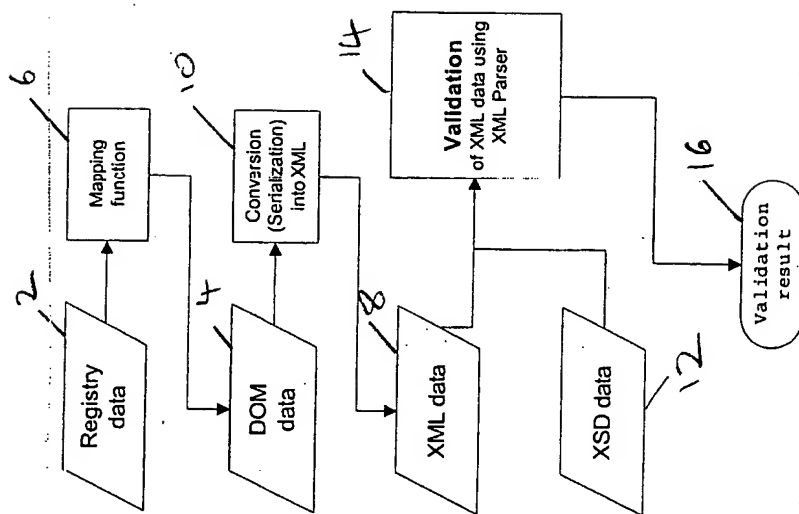 2
Registry
data
6
Mapping
function
4
DOM
data
10
Conversion
(Serialization)
into XML
8
XML data
14
Validation
of XML data using
XML Parser
XSD data
12
16
Validation
result